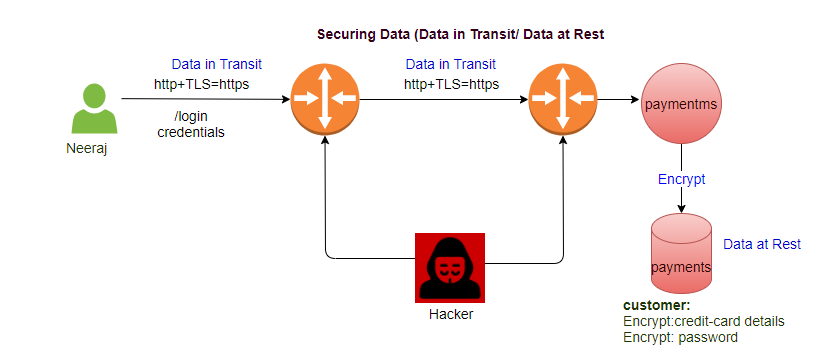 Securing Data (Data in Transit/ Data at Rest
Data in Transit
http+TLS=https
/login
credentials
Neeraj
Data in Transit
http+TLS=https
paymentms
Encrypt
payments
Data at Rest
Hacker
customer:
Encrypt:credit-card details
Encrypt: password